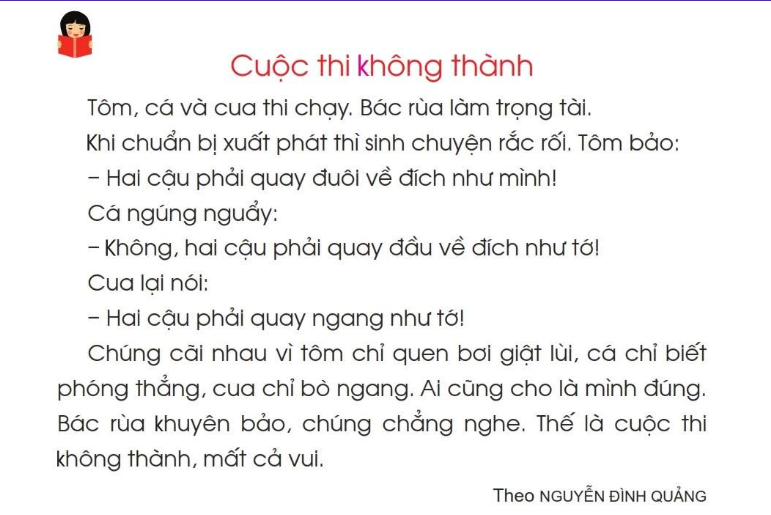 Cuộc thi không thành
Tôm, cá và cua thi chạy. Bác rùa làm trọng tài.
Khi chuẩn bị xuất phát thì sinh chuyện rắc rối. Tôm bảo:
– Hai cậu phải quay đuôi về đích như mình!
Cá ngúng nguẩy:
– Không, hai cậu phải quay đầu về đích như tớ!
Cua lại nói:
– Hai cậu phải quay ngang như tớ!
Chúng cãi nhau vì tôm chỉ quen bơi giật lùi, cá chỉ biết
phóng thẳng, cua chỉ bò ngang. Ai cũng cho là mình đúng.
Bác rùa khuyên bảo, chúng chẳng nghe. Thế là cuộc thi
không thành, mất cả vui.
Theo NGUYỄN ĐÌNH QUẢNG